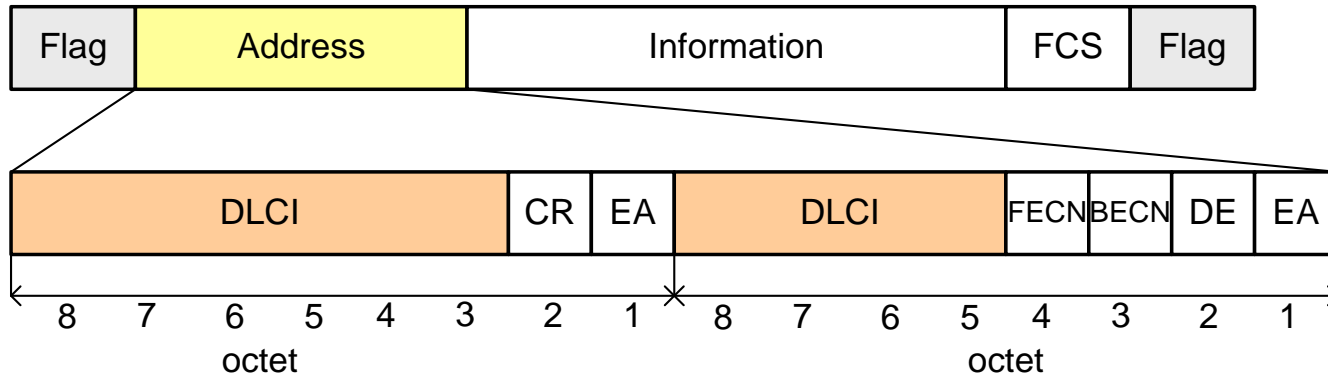 Flag Address Information FCS Flag
DLCI CR EA DLCI FECN BECN DE EA
8 7 6 5 4 3 2 1 8 7 6 5 4 3 2 1
octet octet